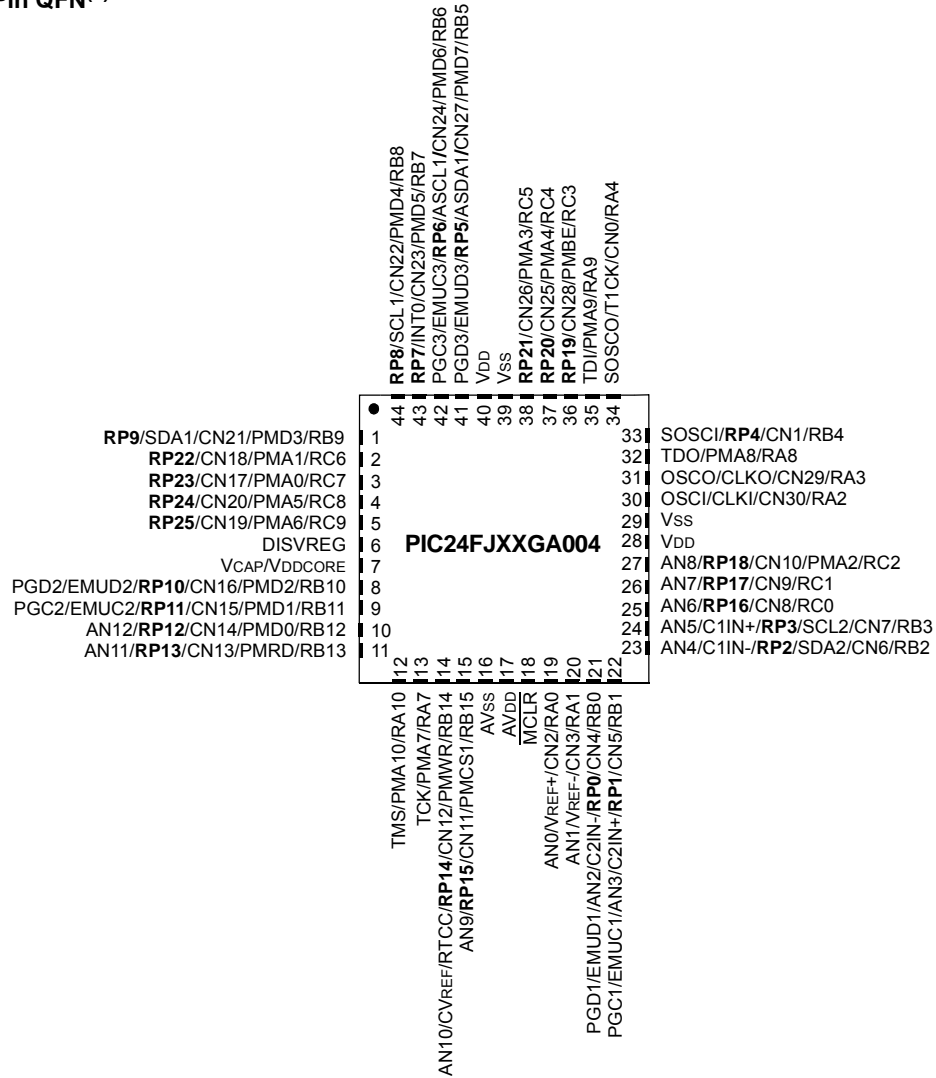 Pin QFN
RP8/SCL1/CN22/PMD4/RB8
RP7/INT0/CN23/PMD5/RB7
PGC3/EMUC3/RP6/ASCL1/CN24/PMD6/RB6
PGD3/EMUD3/RP5/ASDA1/CN27/PMD7/RB5
VDD
VSS
RP21/CN26/PMA3/RC5
RP20/CN25/PMA4/RC4
RP19/CN28/PMBE/RC3
TDI/PMA9/RA9
SOSCO/T1CK/CN0/RA4
44
43
42
41
40
39
38
37
36
35
34
RP9/SDA1/CN21/PMD3/RB9 1
RP22/CN18/PMA1/RC6 2
RP23/CN17/PMA0/RC7 3
RP24/CN20/PMA5/RC8 4
RP25/CN19/PMA6/RC9 5
DISVREG 6
VCAP/VDDCORE 7
PGD2/EMUD2/RP10/CN16/PMD2/RB10 8
PGC2/EMUC2/RP11/CN15/PMD1/RB11 9
AN12/RP12/CN14/PMD0/RB12 10
AN11/RP13/CN13/PMRD/RB13 11
PIC24FJXXGA004
33 SOSCI/RP4/CN1/RB4
32 TDO/PMA8/RA8
31 OSCO/CLKO/CN29/RA3
30 OSCI/CLKI/CN30/RA2
29 VSS
28 VDD
27 AN8/RP18/CN10/PMA2/RC2
26 AN7/RP17/CN9/RC1
25 AN6/RP16/CN8/RC0
24 AN5/C1IN+/RP3/SCL2/CN7/RB3
23 AN4/C1IN-/RP2/SDA2/CN6/RB2
12
13
14
15
16
17
18
19
20
21
22
TMS/PMA10/RA10
TCK/PMA7/RA7
AN10/CVREF/RTCC/RP14/CN12/PMWR/RB14
AN9/RP15/CN11/PMCS1/RB15
AVSS
AVDD
MCLR
AN0/VREF+/CN2/RA0
AN1/VREF-/CN3/RA1
PGD1/EMUD1/AN2/C2IN-/RP0/CN4/RB0
PGC1/EMUC1/AN3/C2IN+/RP1/CN5/RB1